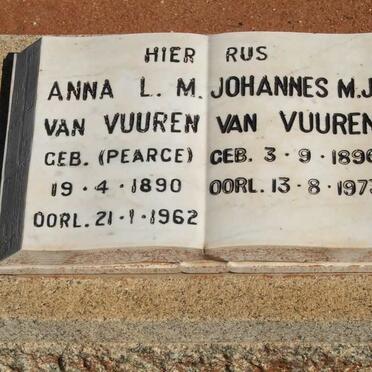 HIER RUS
ANNA L. M.
VAN VUUREN
GEB. (PEARCE)
19-4-1890
OORL. 21-1-1962
JOHANNES M.J
VAN VUUREN
GEB. 3-9-1896
OORL. 13-8-1973